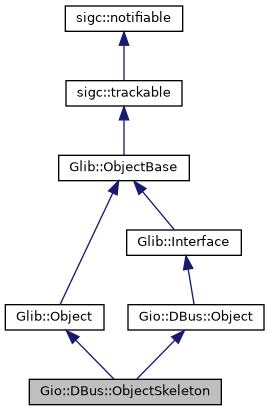 sigc::notifiable
sigc::trackable
Glib::ObjectBase
Glib::Interface
Glib::Object
Gio::DBus::Object
Gio::DBus::ObjectSkeleton